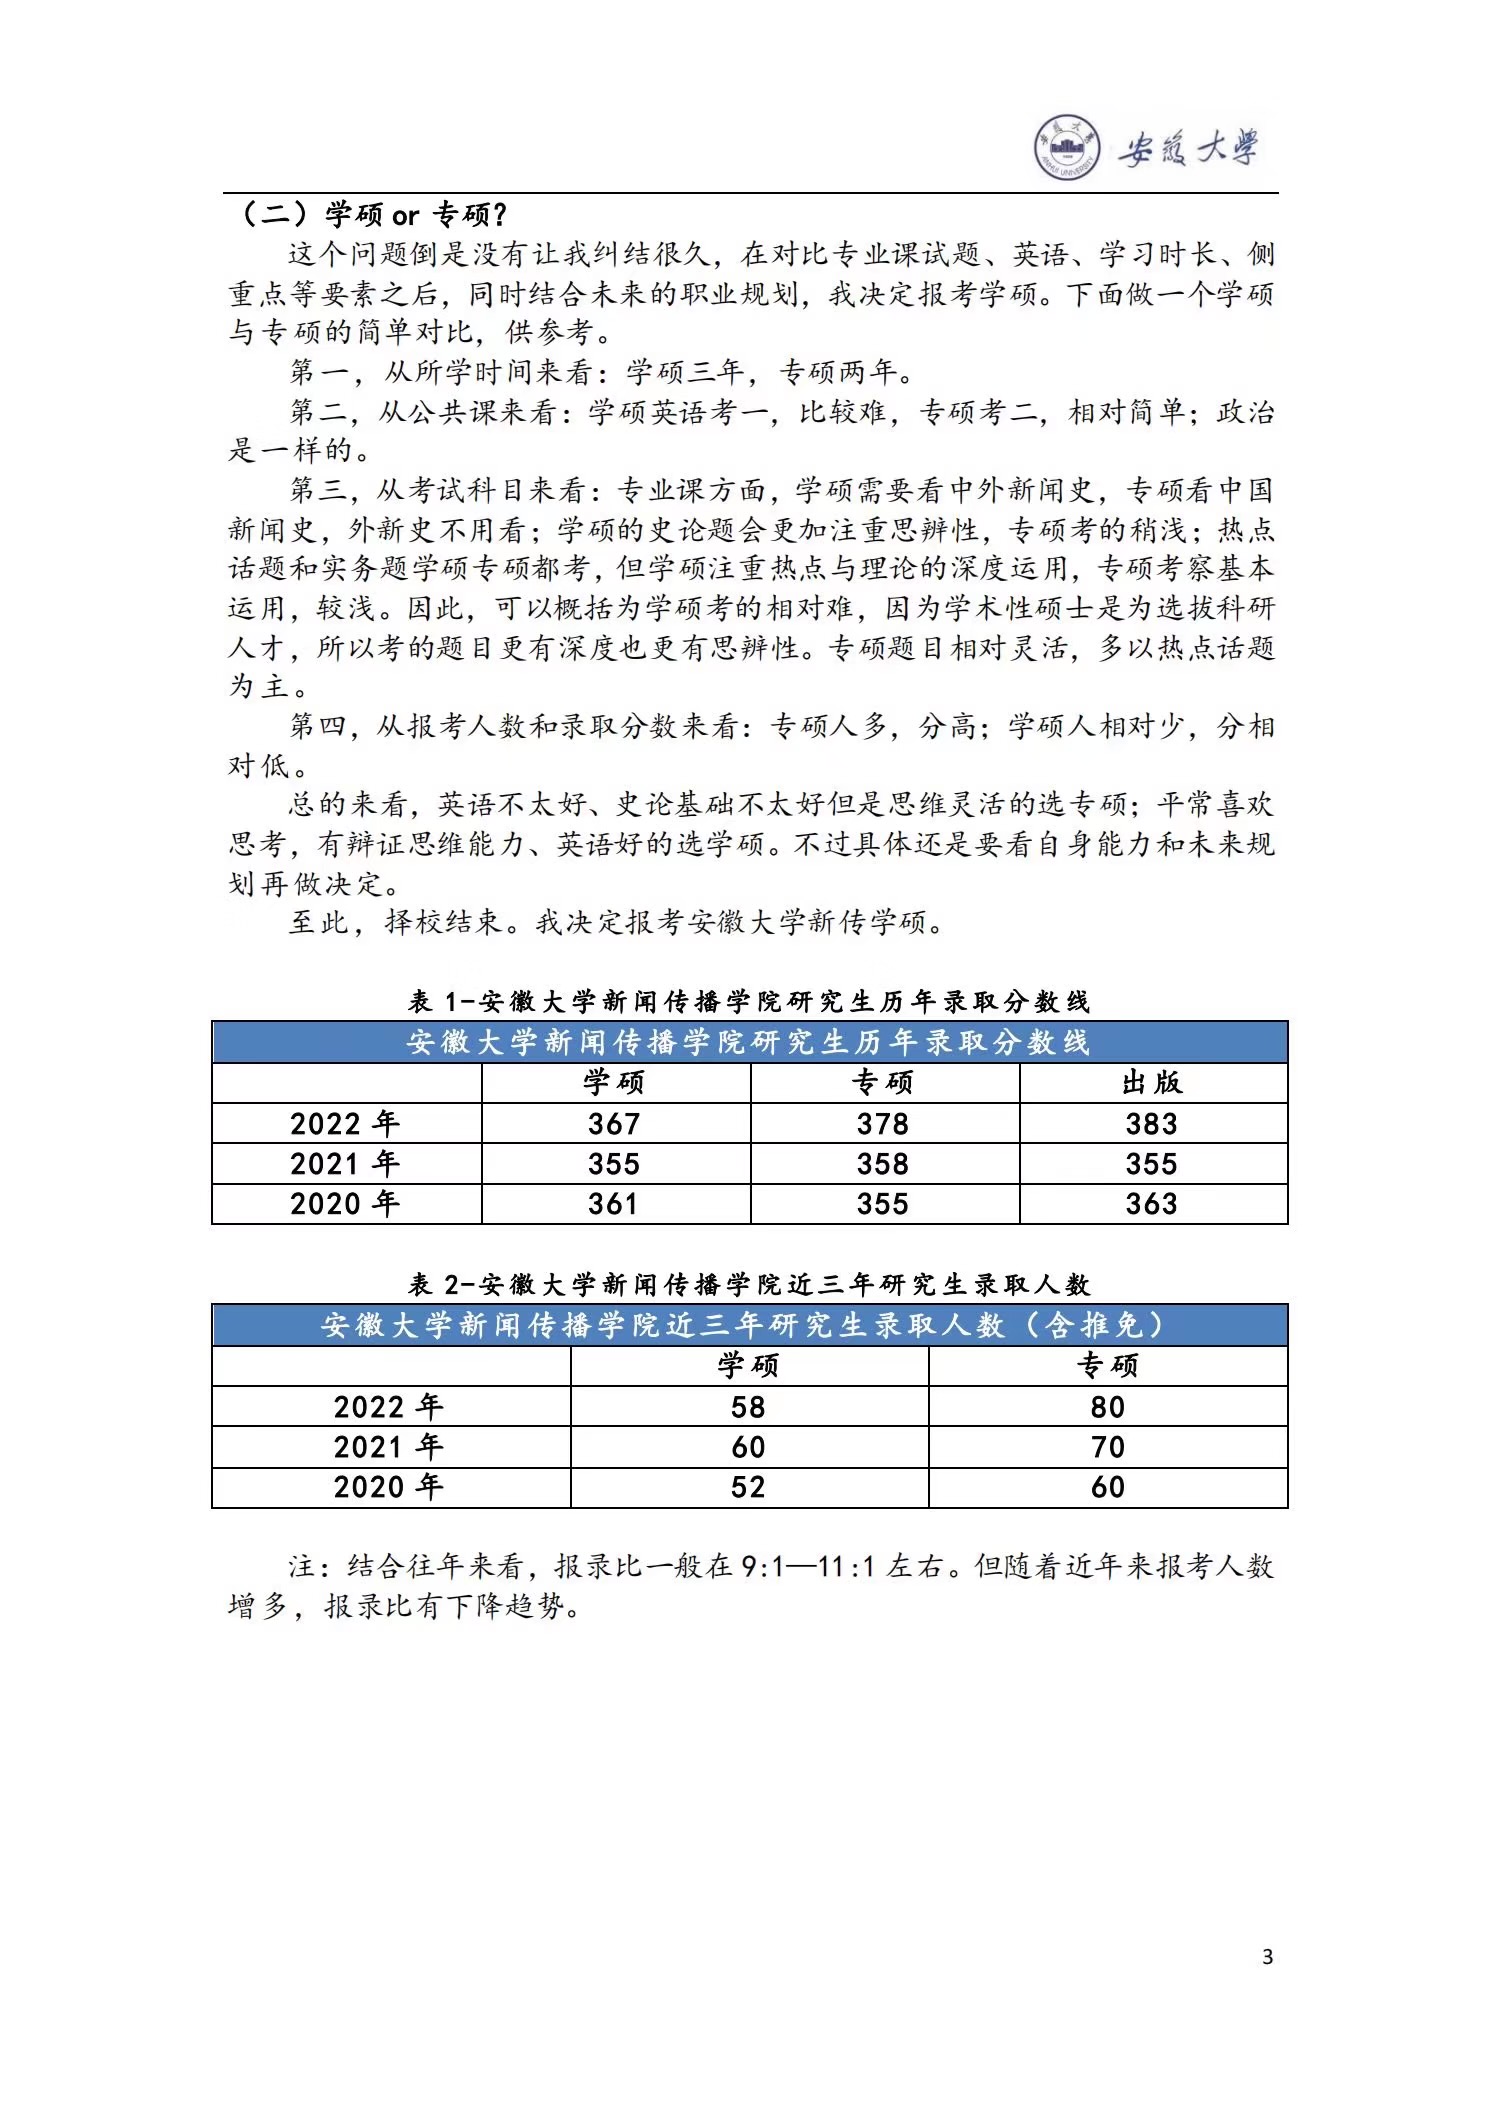 安徽大学
ANHUI UNIVERSITY
安徽大学
（二）学硕 or 专硕？
这个问题倒是没有让我纠结很久，在对比专业课试题、英语、学习时长、侧
重点等要素之后，同时结合未来的职业规划，我决定报考学硕。下面做一个学硕
与专硕的简单对比，供参考。
第一，从所学时间来看：学硕三年，专硕两年。
第二，从公共课来看：学硕英语考一，比较难，专硕考二，相对简单；政治
是一样的。
第三，从考试科目来看：专业课方面，学硕需要看中外新闻史，专硕看中国
新闻史，外新史不用看；学硕的史论题会更加注重思辨性，专硕考的稍浅；热点
话题和实务题学硕专硕都考，但学硕注重热点与理论的深度运用，专硕考察基本
运用，较浅。因此，可以概括为学硕考的相对难，因为学术性硕士是为选拔科研
人才，所以考的题目更有深度也更有思辨性。专硕题目相对灵活，多以热点话题
为主。
第四，从报考人数和录取分数来看：专硕人多，分高；学硕人相对少，分相
对低。
总的来看，英语不太好、史论基础不太好但是思维灵活的选专硕；平常喜欢
思考，有辩证思维能力、英语好的选学硕。不过具体还是要看自身能力和未来规
划再做决定。
至此，择校结束。我决定报考安徽大学新传学硕。
表 1-安徽大学新闻传播学院研究生历年录取分数线
安徽大学新闻传播学院研究生历年录取分数线
学硕 专硕 出版
2022 年 367 378 383
2021 年 355 358 355
2020 年 361 355 363
表 2-安徽大学新闻传播学院近三年研究生录取人数
安徽大学新闻传播学院近三年研究生录取人数（含推免）
学硕 专硕
2022 年 58 80
2021 年 60 70
2020 年 52 60
注：结合往年来看，报录比一般在 9:1—11:1 左右。但随着近年来报考人数
增多，报录比有下降趋势。
3